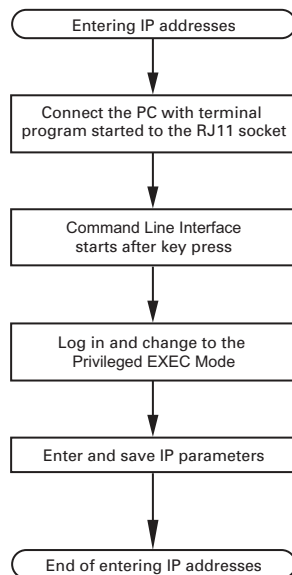 Entering IP addresses
Connect the PC with terminal
program started to the RJ11 socket
Command Line Interface
starts after key press
Log in and change to the
Privileged EXEC Mode
Enter and save IP parameters
End of entering IP addresses